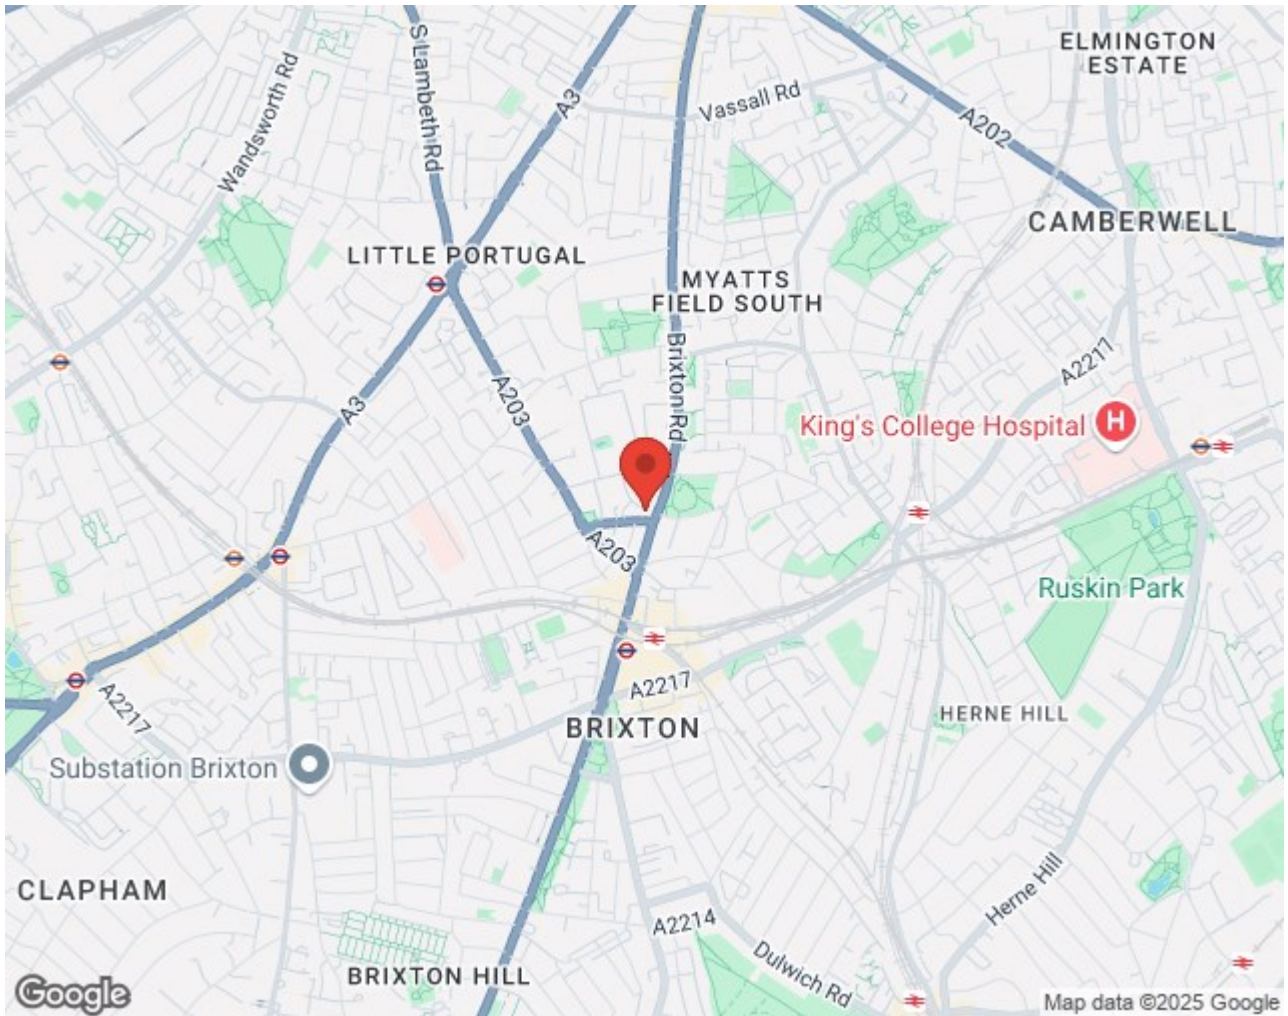 ELMINGTON
ESTATE
S Lambeth Rd
Wandsworth Rd
A3
Vassall Rd
A202
CAMBERWELL
LITTLE PORTUGAL
MYATTS
FIELD SOUTH
Brixton Rd
A2217
A203
A3
King's College Hospital
H
A203
Ruskin Park
A2217
A2217
HERNE HILL
BRIXTON
Substation Brixton
CLAPHAM
Herne Hill
A2214
Dulwich Rd
BRIXTON HILL
Google
Map data ©2025 Google